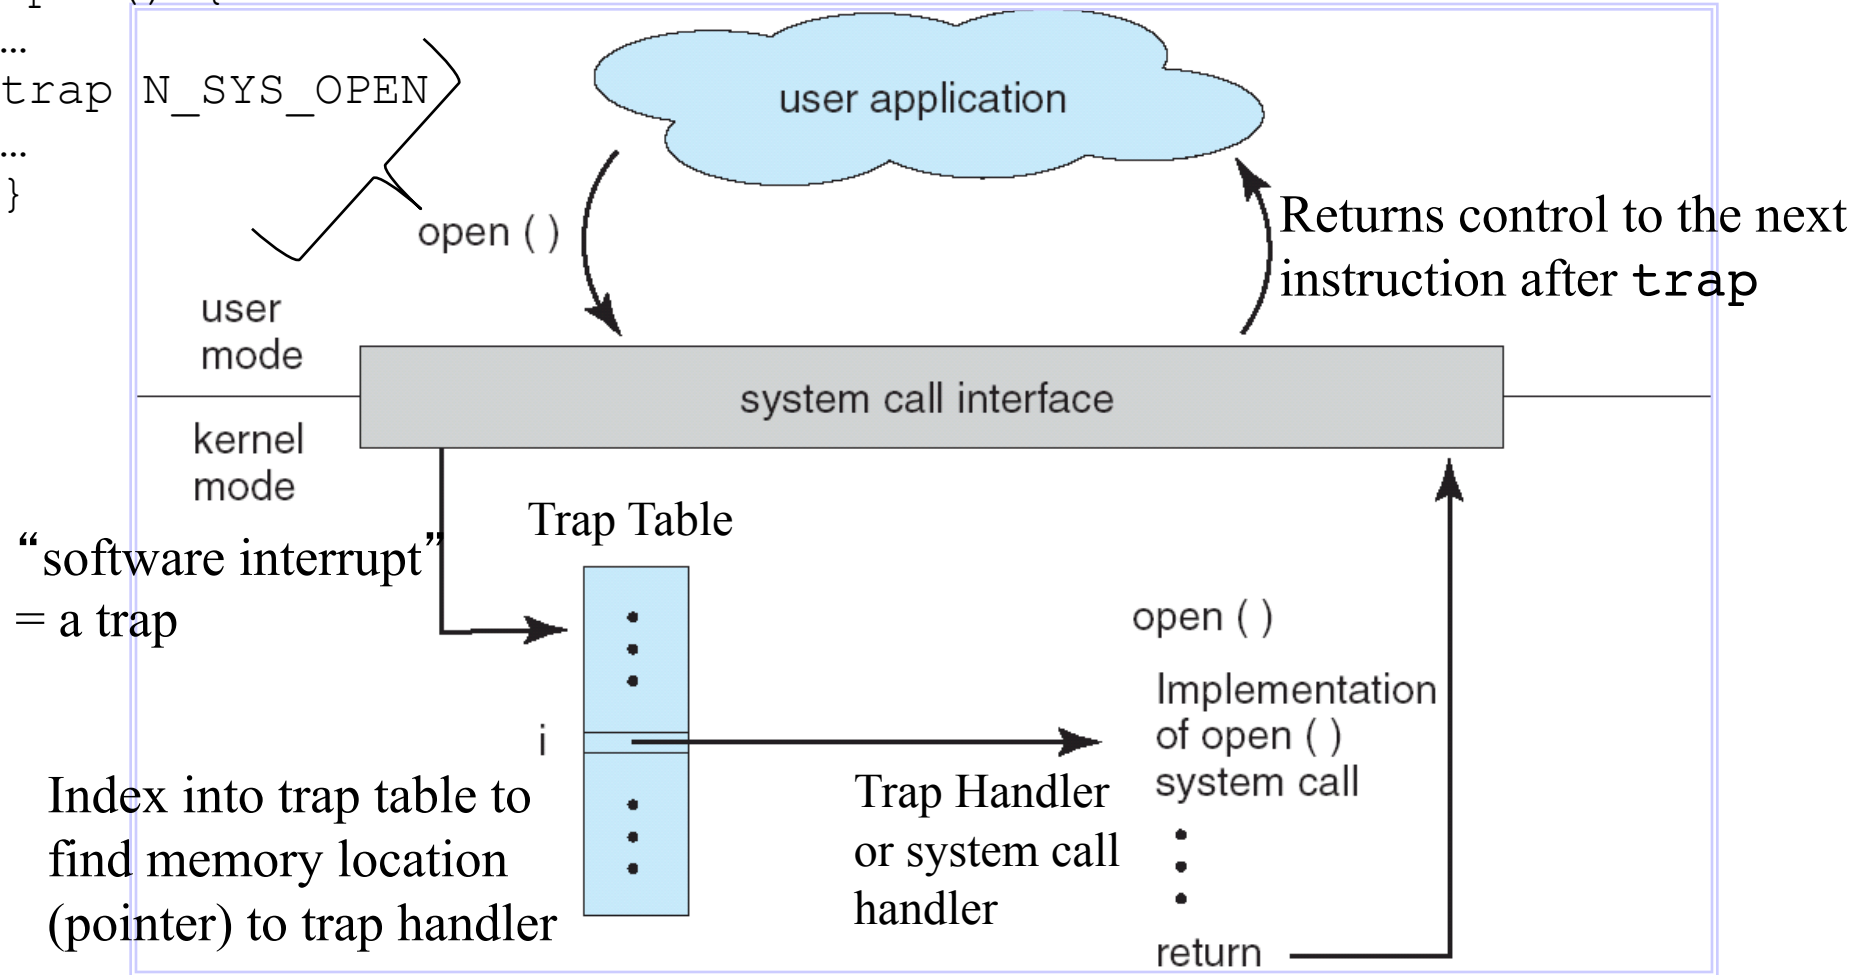 …
trap N_SYS_OPEN
…
}
user application
open ( )
Returns control to the next
instruction after trap
user
mode
system call interface
kernel
mode
Trap Table
“software interrupt”
= a trap
i
Index into trap table to
find memory location
(pointer) to trap handler
Trap Handler
or system call
handler
open ( )
Implementation
of open ( )
system call
return